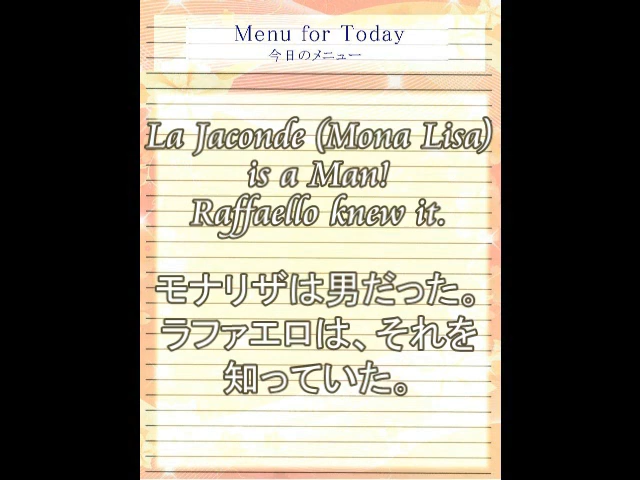 Menu for Today
今日のメニュー
La Jaconde (Mona Lisa)
is a Man!
Raffaello knew it.
モナリザは男だった。
ラファエロは、それを
知っていた。